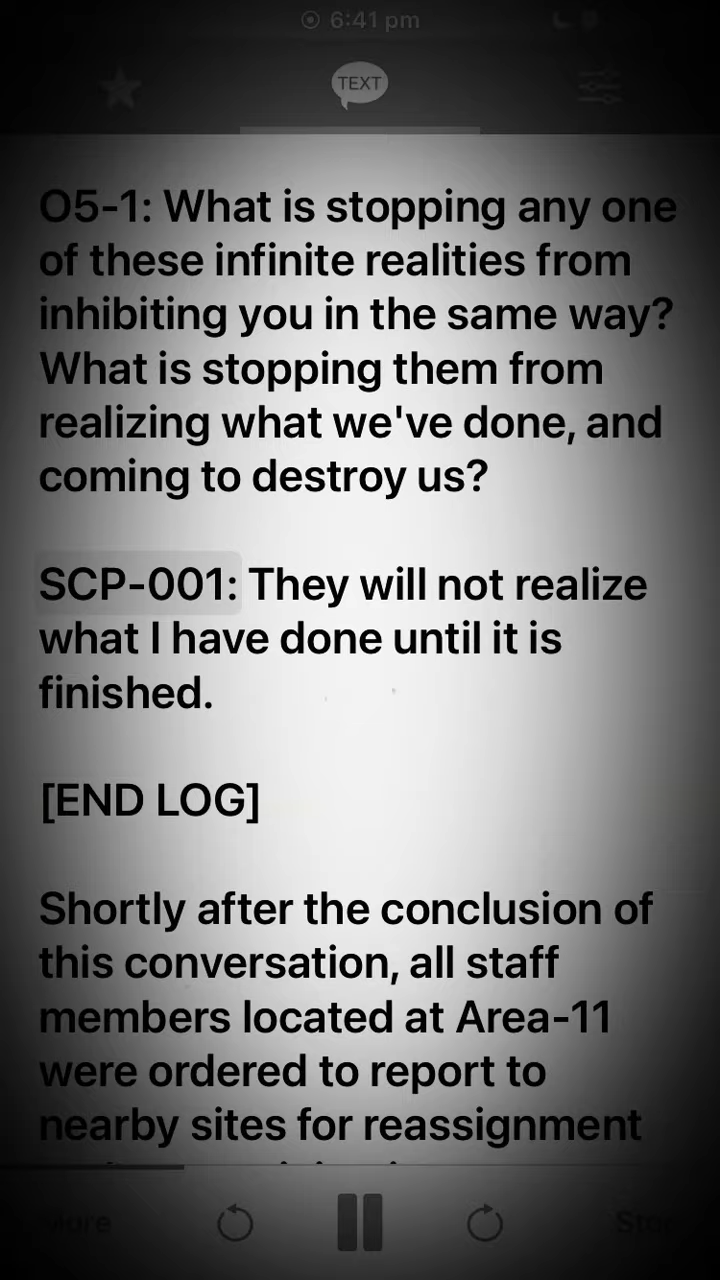 6:41 pm
TEXT
O5-1: What is stopping any one
of these infinite realities from
inhibiting you in the same way?
What is stopping them from
realizing what we've done, and
coming to destroy us?
SCP-001: They will not realize
what I have done until it is
finished.
[END LOG]
Shortly after the conclusion of
this conversation, all staff
members located at Area-11
were ordered to report to
nearby sites for reassignment